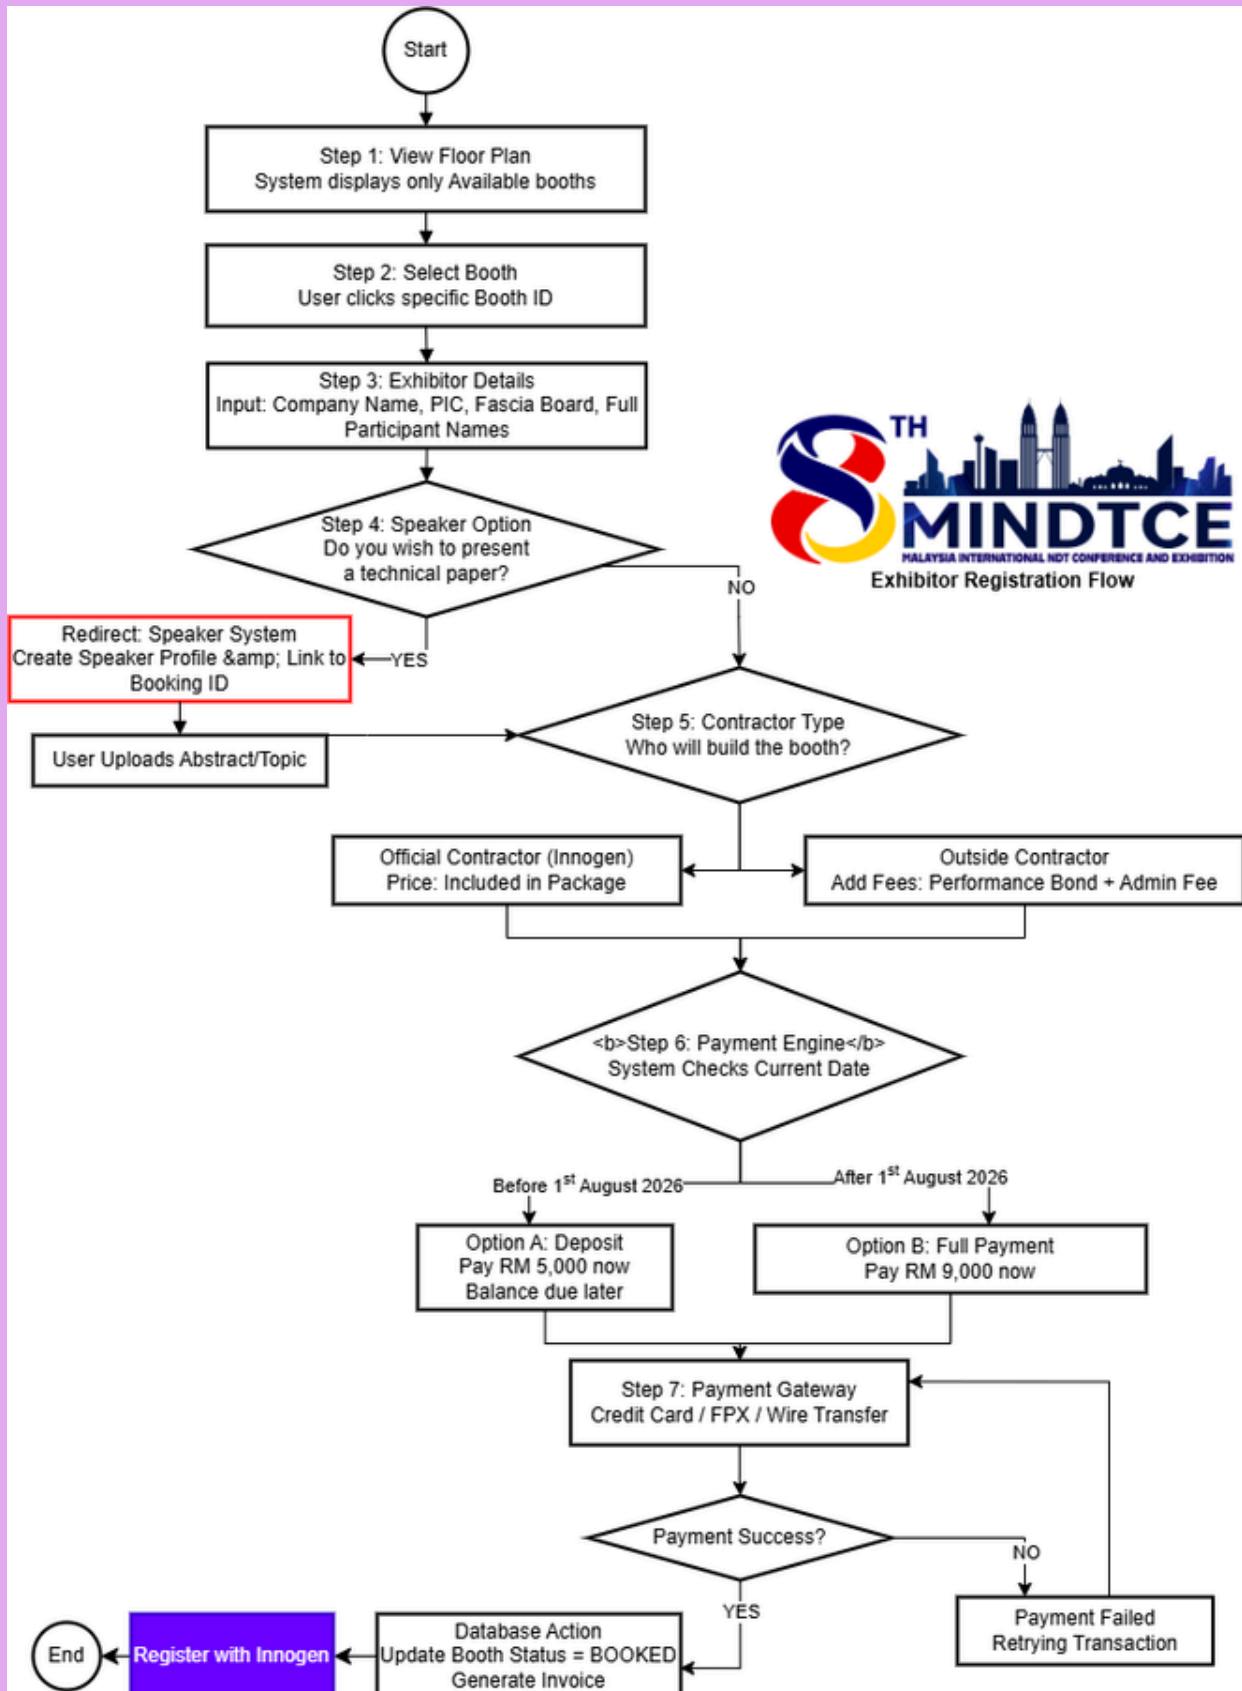 Start
Step 1: View Floor Plan
System displays only Available booths
Step 2: Select Booth
User clicks specific Booth ID
Step 3: Exhibitor Details
Input: Company Name, PIC, Fascia Board, Full
Participant Names
8TH
MINDTCE
MALAYSIA INTERNATIONAL NDT CONFERENCE AND EXHIBITION
Exhibitor Registration Flow
Step 4: Speaker Option
Do you wish to present
a technical paper?
NO
YES
Redirect: Speaker System
Create Speaker Profile &amp; Link to
Booking ID
User Uploads Abstract/Topic
Step 5: Contractor Type
Who will build the booth?
Official Contractor (Innogen)
Price: Included in Package
Outside Contractor
Add Fees: Performance Bond + Admin Fee
<b>Step 6: Payment Engine</b>
System Checks Current Date
Before 1st August 2026
After 1st August 2026
Option A: Deposit
Pay RM 5,000 now
Balance due later
Option B: Full Payment
Pay RM 9,000 now
Step 7: Payment Gateway
Credit Card / FPX / Wire Transfer
Payment Success?
NO
YES
Payment Failed
Retrying Transaction
Database Action
Update Booth Status = BOOKED
Generate Invoice
Register with Innogen
End